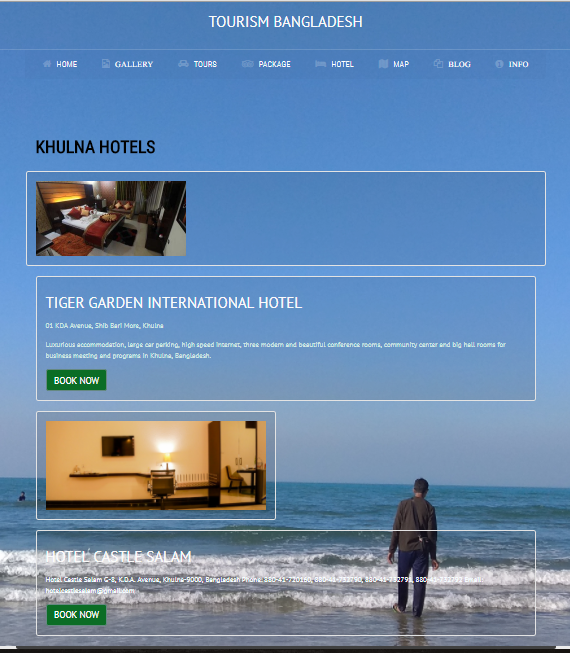 TOURISM BANGLADESH
HOME GALLERY TOURS PACKAGE HOTEL MAP BLOG INFO
KHULNA HOTELS
TIGER GARDEN INTERNATIONAL HOTEL
01 KDA Avenue, Shib Bari More, Khulna
Luxurious accommodation, large car parking, high speed internet, three modern and beautiful conference rooms, community center and big hall rooms for
business meeting and programs in Khulna, Bangladesh.
BOOK NOW
HOTEL CASTLE SALAM
Hotel Castle Salam G-8, K.D.A. Avenue, Khulna-9000, Bangladesh Phone: 880-41-720160, 880-41-732790, 880-41-732791, 880-41-732792 Email:
hotelcastlesalam@gmail.com
BOOK NOW